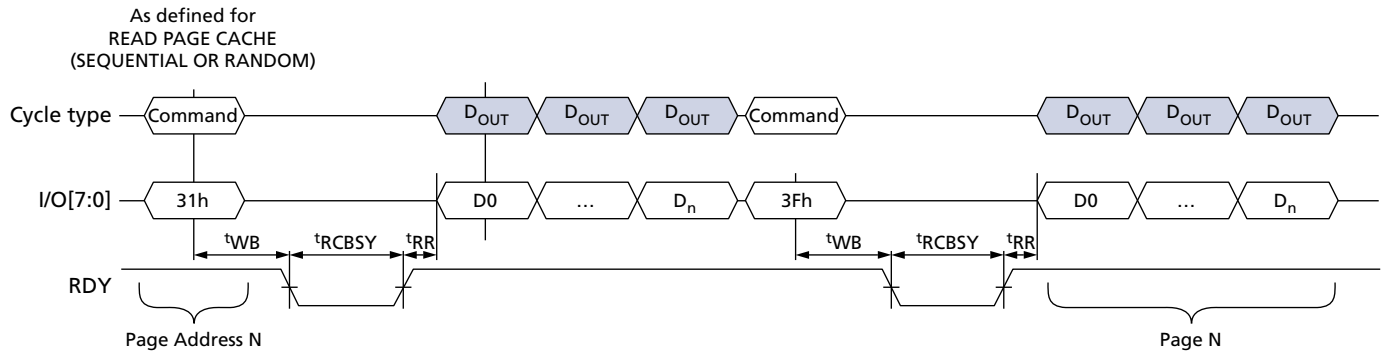 As defined for
READ PAGE CACHE
(SEQUENTIAL OR RANDOM)
Cycle type Command DOUT DOUT DOUT Command DOUT DOUT DOUT
I/O[7:0] 31h D0 ... Dn 3Fh D0 ... Dn
tWB tRCBSY tRR tWB tRCBSY tRR
RDY
Page Address N Page N